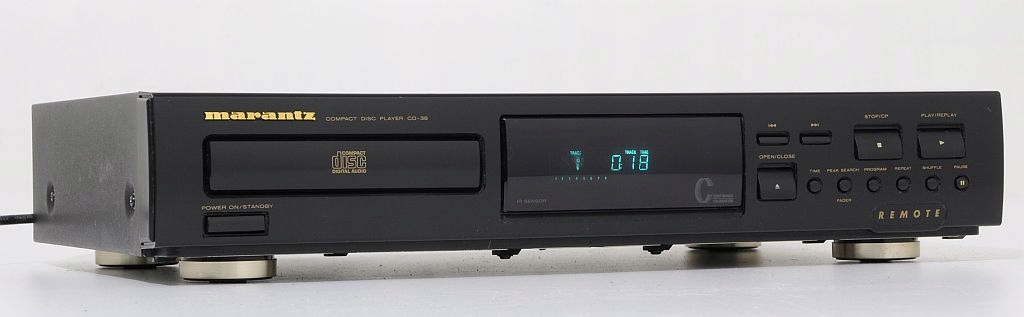 marantz
COMPACT DISC PLAYER CD-38
COMPACT
disc
DIGITAL AUDIO
POWER ON/STANDBY
TRACK
TRACK TIME
0:18
IR SENSOR
OPEN/CLOSE
STOP/CP
PLAY/REPLAY
TIME
PEAK SEARCH
PROGRAM
REPEAT
SHUFFLE
PAUSE
FADER
REMOTE